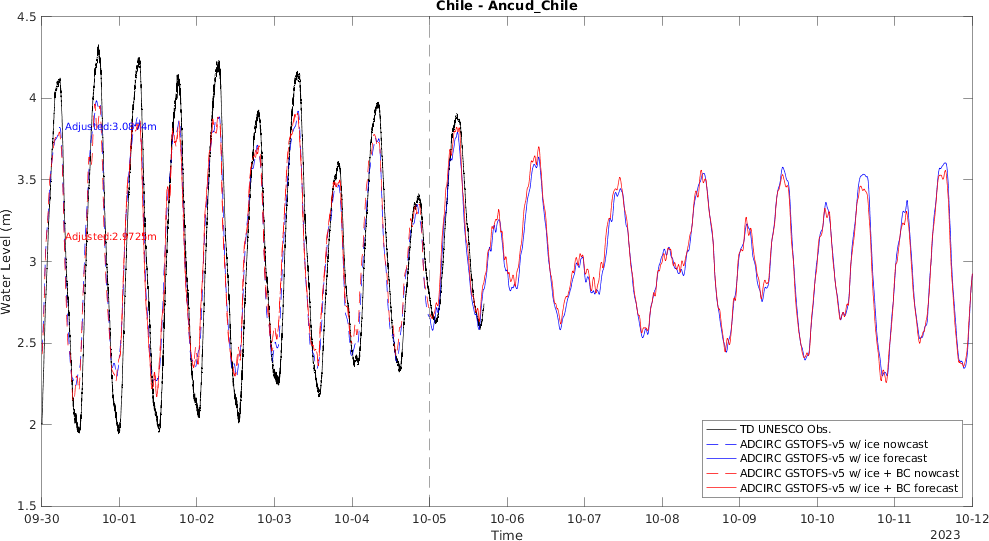 Chile - Ancud_Chile
Water Level (m)
4.5
4
3.5
3
2.5
2
1.5
Adjusted:3.0874m
Adjusted:2.9725m
TD UNESCO Obs.
ADCIRC GSTOFS-v5 w/ ice nowcast
ADCIRC GSTOFS-v5 w/ ice forecast
ADCIRC GSTOFS-v5 w/ ice + BC nowcast
ADCIRC GSTOFS-v5 w/ ice + BC forecast
09-30 10-01 10-02 10-03 10-04 10-05 10-06 10-07 10-08 10-09 10-10 10-11 10-12
Time
2023